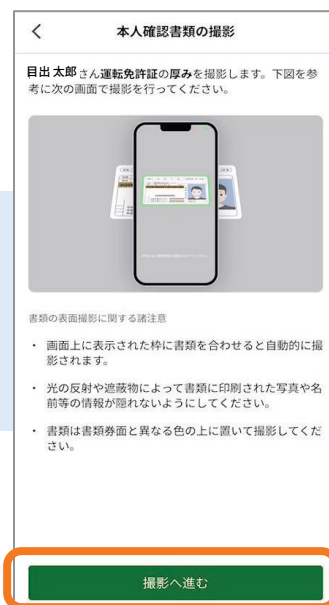 本人確認書類の撮影
目出 太郎さん運転免許証の厚みを撮影します。下図を参
考に次の画面で撮影を行ってください。
書類の表面撮影に関する諸注意
・ 画面上に表示された枠に書類を合わせると自動的に撮
影されます。
・ 光の反射や遮蔽物によって書類に印刷された写真や名
前等の情報が隠れないようにしてください。
・ 書類は書類券面と異なる色の上に置いて撮影してくだ
さい。
撮影へ進む